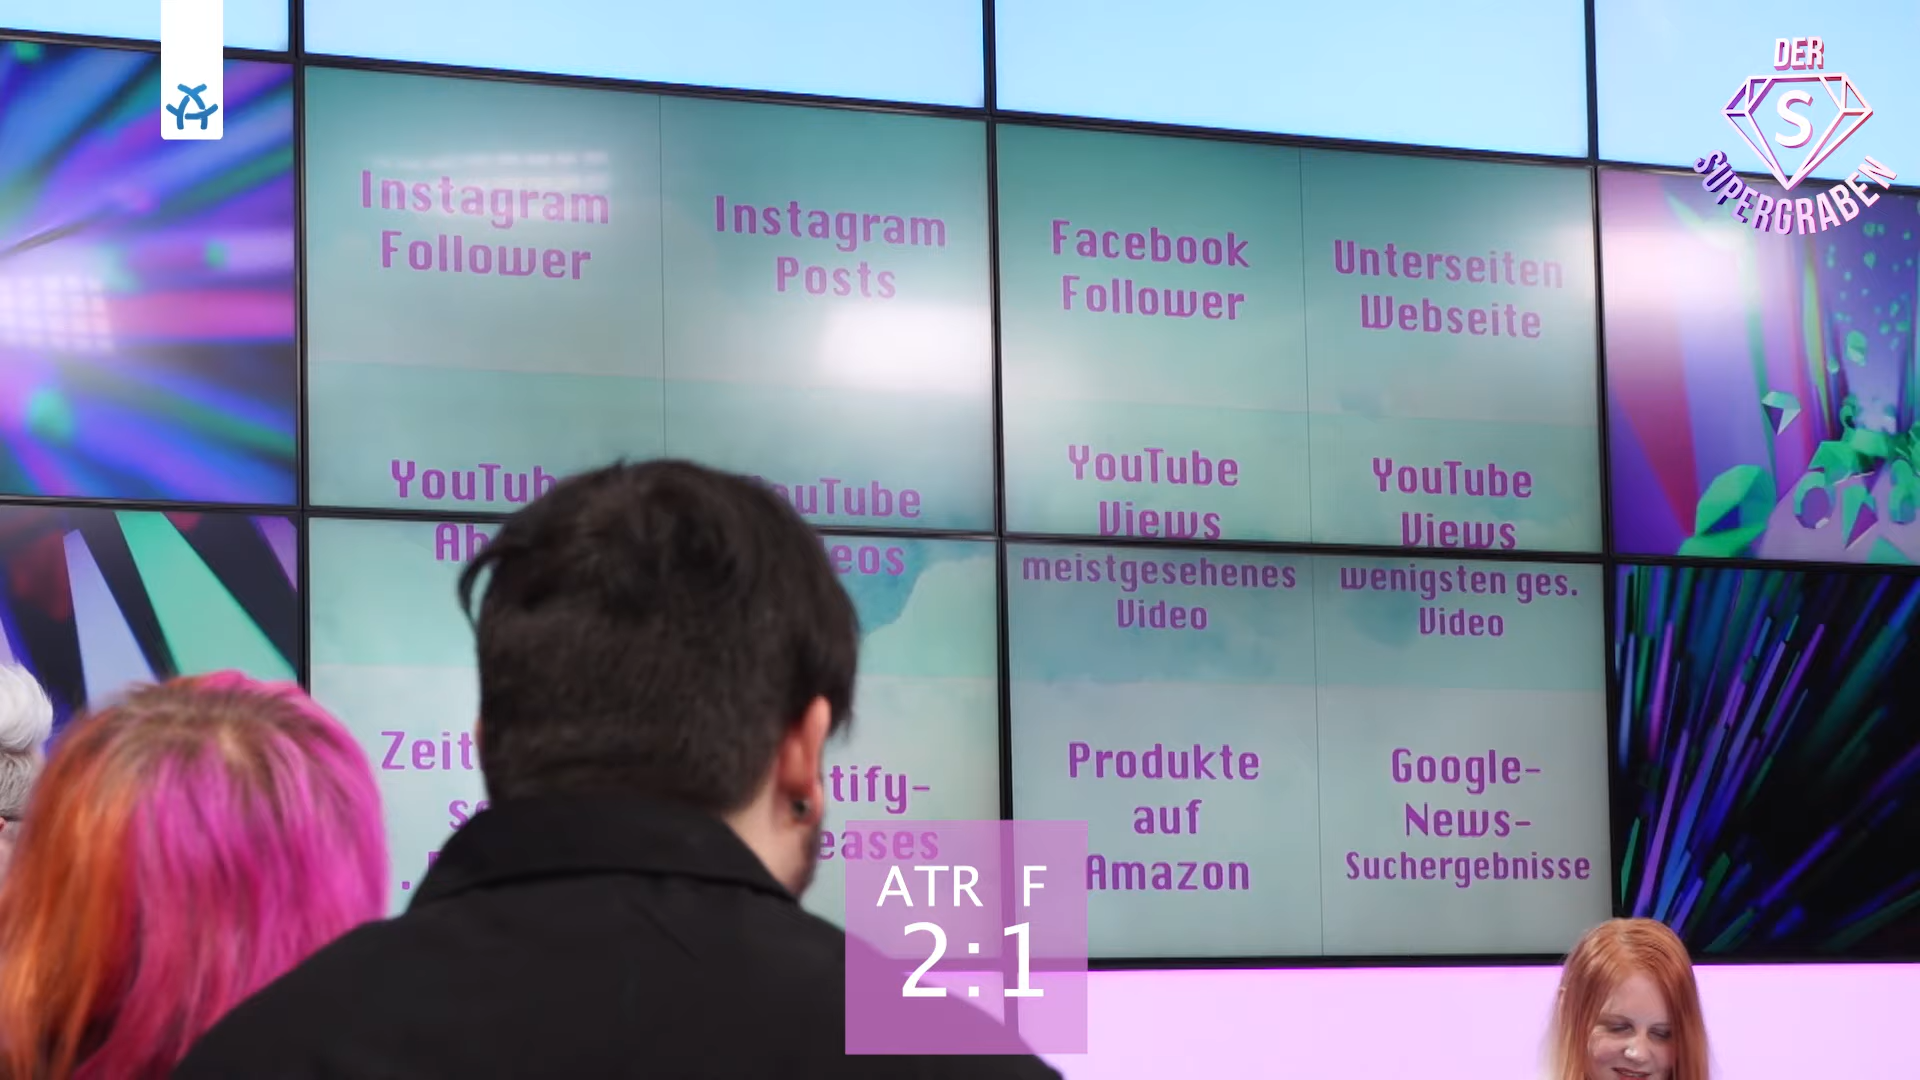 DER
S
SUPERGRABEN
Instagram
Follower
Instagram
Posts
Facebook
Follower
Unterseiten
Webseite
YouTube
Views
meistgesehenes
Video
YouTube
Views
wenigsten ges.
Video
Produkte
auf
Amazon
Google-
News-
Suchergebnisse
ATR F
2:1